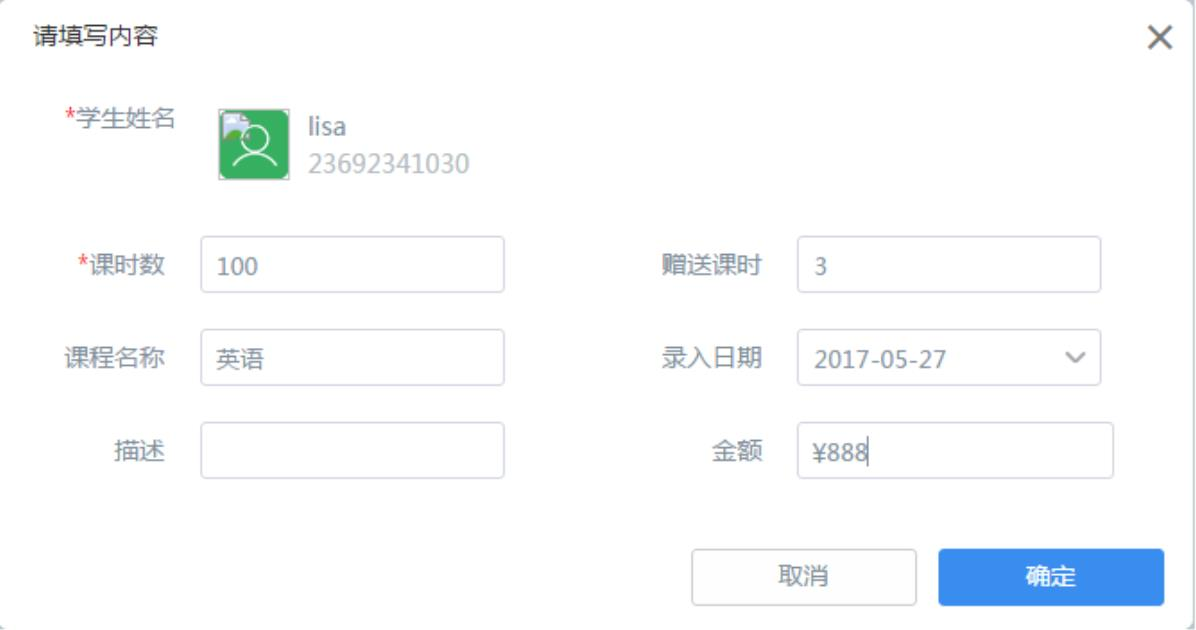 请填写内容
*学生姓名
lisa
23692341030
*课时数 100 赠送课时 3
课程名称 英语 录入日期 2017-05-27
描述 金额 ¥888
取消 确定